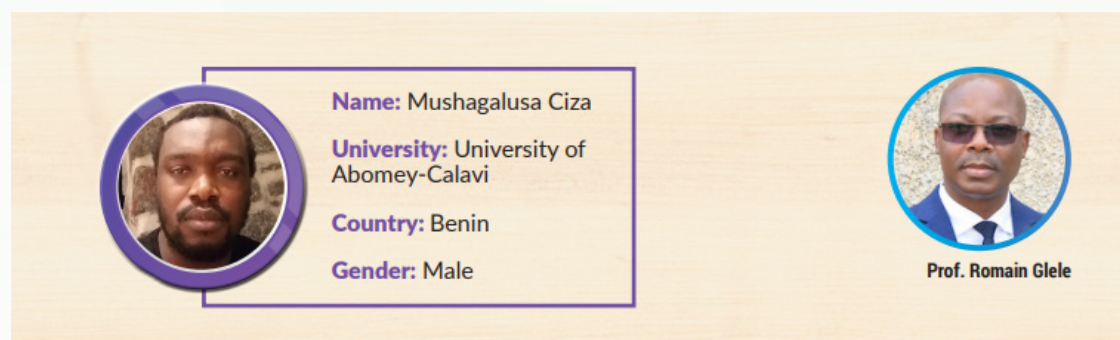 Name: Mushagalusa Ciza
University: University of
Abomey-Calavi
Country: Benin
Gender: Male
Prof. Romain Glele